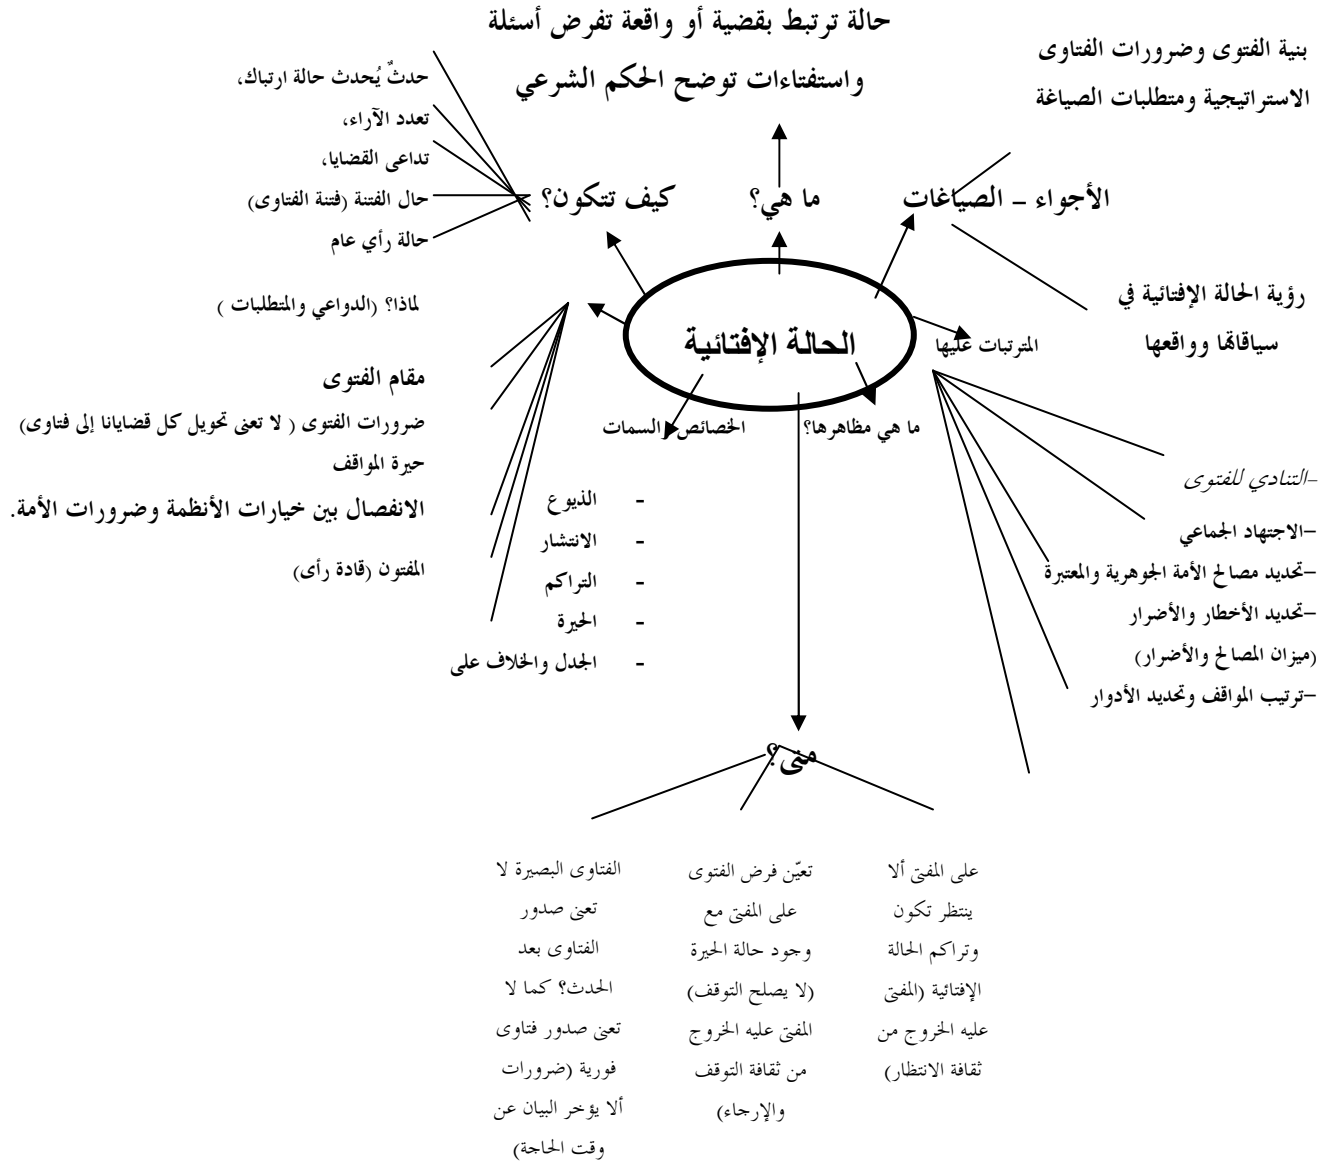 حالة ترتبط بقضية أو واقعة تفرض أسئلة
واستفتاءات توضح الحكم الشرعي
بنية الفتوى وضرورات الفتاوى
الاستراتيجية ومتطلبات الصياغة
حدثٌ يُحدث حالة ارتباك،
تعدد الآراء،
تداعى القضايا،
حال الفتنة (فتنة الفتاوى)
حالة رأي عام
الأجواء – الصياغات
ما هي؟
كيف تتكون؟
رؤية الحالة الإفتائية في
سياقاتها وواقعها
لماذا؟ (الدواعي والمتطلبات )
الحالة الإفتائية
المترتبات عليها
مقام الفتوى
ضرورات الفتوى ( لا تعنى تحويل كل قضايانا إلى فتاوى)
حيرة المواقف
الانفصال بين خيارات الأنظمة وضرورات الأمة.
المفتون (قادة رأى)
ما هي مظاهرها؟
الخصائص والسمات
- الذيوع
- الانتشار
- التراكم
- الحيرة
- الجدل والخلاف على
–التنادي للفتوى
–الاجتهاد الجماعي
–تحديد مصالح الأمة الجوهرية والمعتبرة
–تحديد الأخطار والأضرار
(ميزان المصالح والأضرار)
–ترتيب المواقف وتحديد الأدوار
متى؟
على المفتى ألا
ينتظر تكون
وتراكم الحالة
الإفتائية (المفتى
عليه الخروج من
ثقافة الانتظار)
تعيّن فرض الفتوى
على المفتى مع
وجود حالة الحيرة
(لا يصلح التوقف)
المفتى عليه الخروج
من ثقافة التوقف
والإرجاء)
الفتاوى البصيرة لا
تعنى صدور
الفتاوى بعد
الحدث؟ كما لا
تعنى صدور فتاوى
فورية (ضرورات
ألا يؤخر البيان عن
وقت الحاجة)